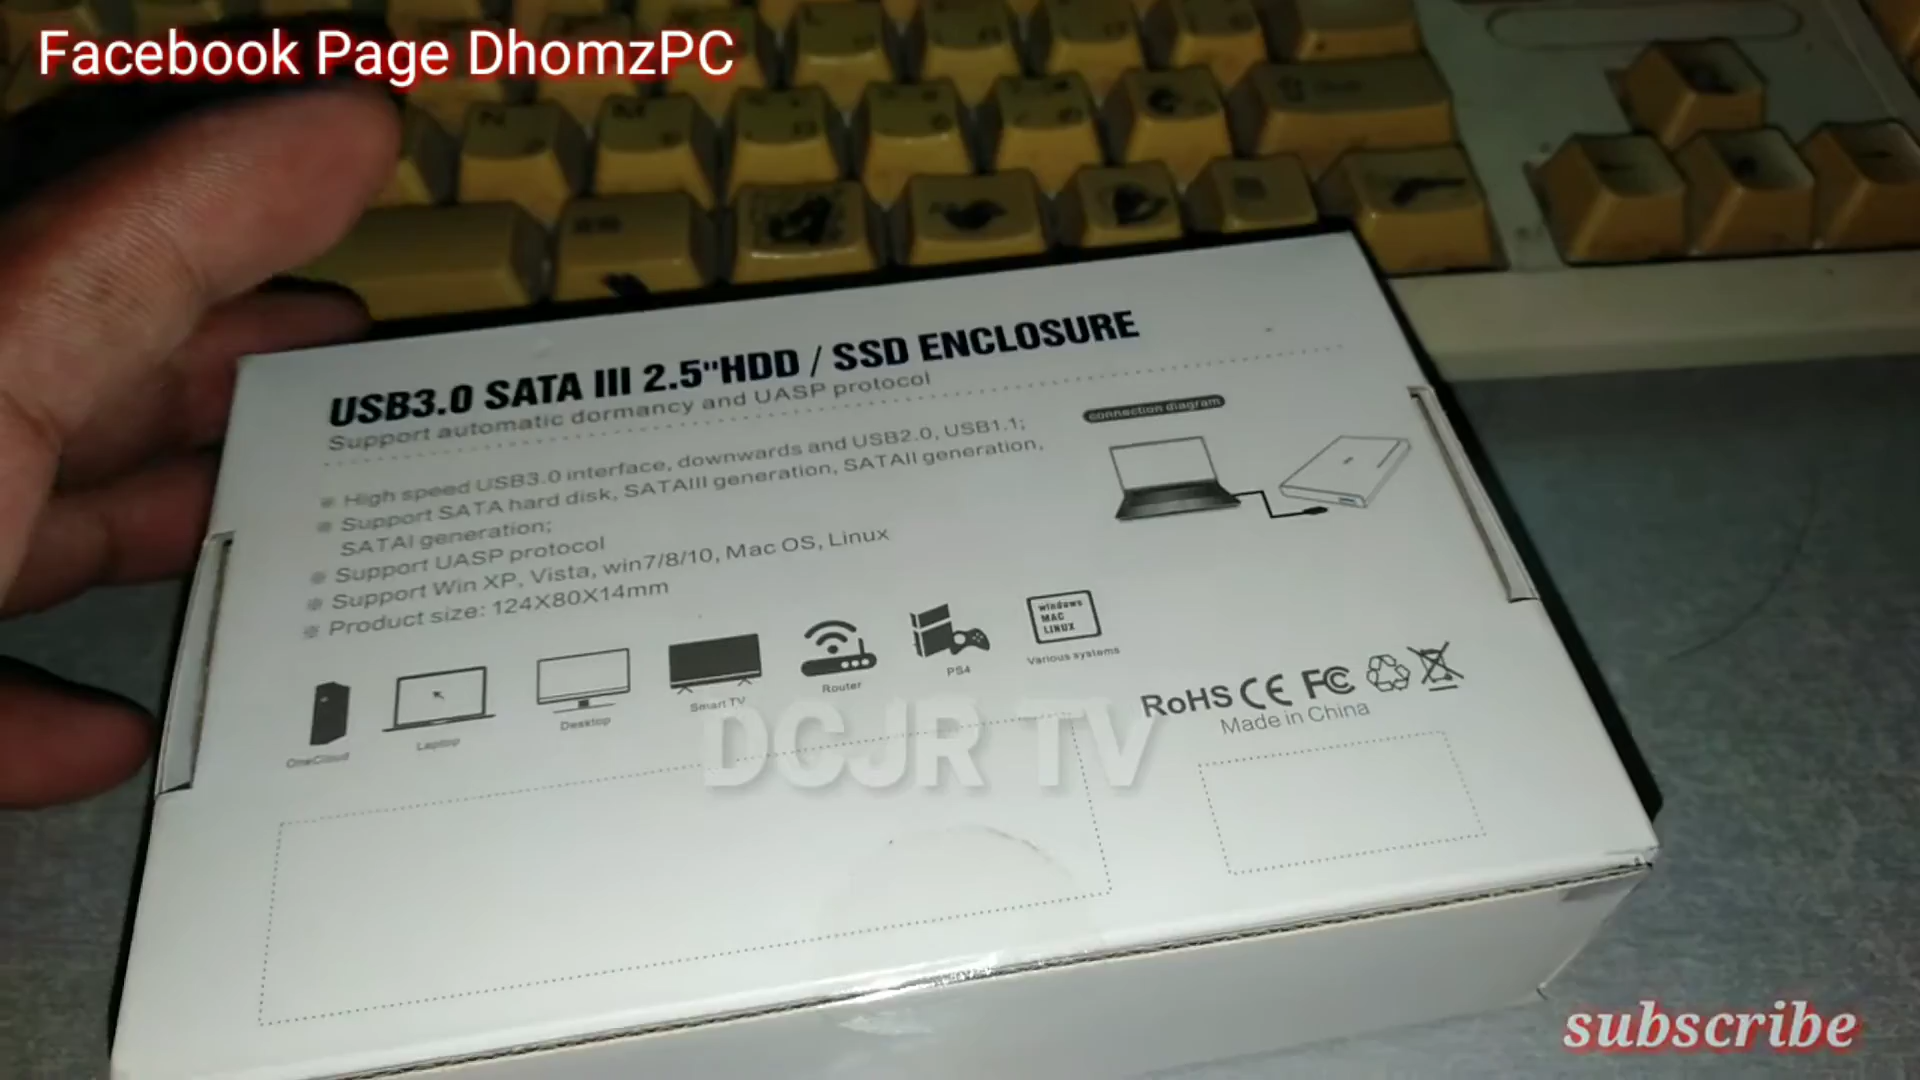 Facebook Page DhomzPC
N
M
USB3.0 SATA III 2.5"HDD / SSD ENCLOSURE
Support automatic dormancy and UASP protocol
connection diagram
※ High speed USB3.0 interface, downwards and USB2.0, USB1.1;
※ Support SATA hard disk, SATAIII generation, SATAII generation,
SATAI generation;
※ Support UASP protocol
※ Support Win XP, Vista, win7/8/10, Mac OS, Linux
※ Product size: 124X80X14mm
windows
MAC
LINUX
OneCloud
Laptop
Desktop
Smart TV
Router
PS4
Various systems
RoHS CE FC
Made in China
DCJR TV
subscribe